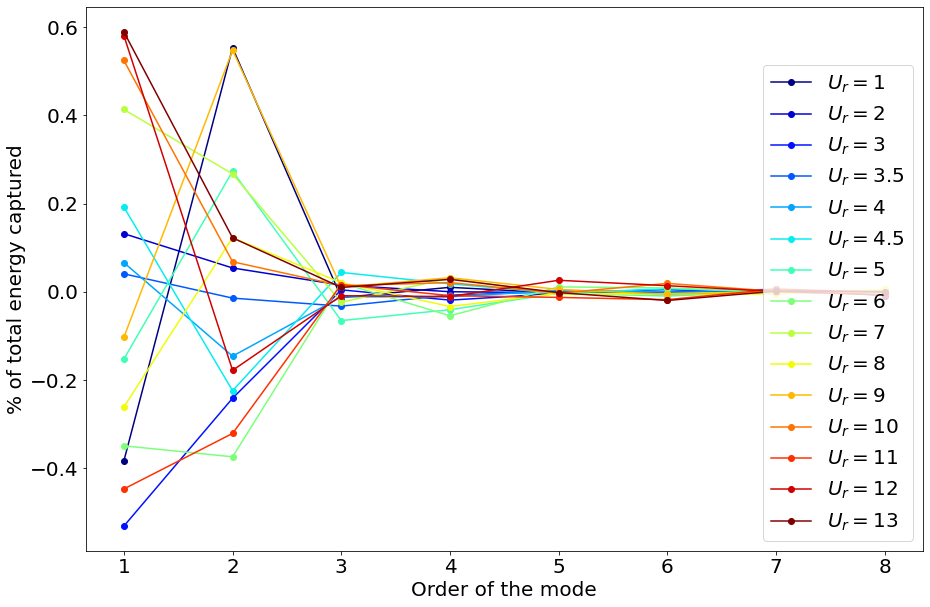 0.6
0.4
0.2
0.0
−0.2
−0.4
% of total energy captured
1 2 3 4 5 6 7 8
Order of the mode
U_r = 1
U_r = 2
U_r = 3
U_r = 3.5
U_r = 4
U_r = 4.5
U_r = 5
U_r = 6
U_r = 7
U_r = 8
U_r = 9
U_r = 10
U_r = 11
U_r = 12
U_r = 13